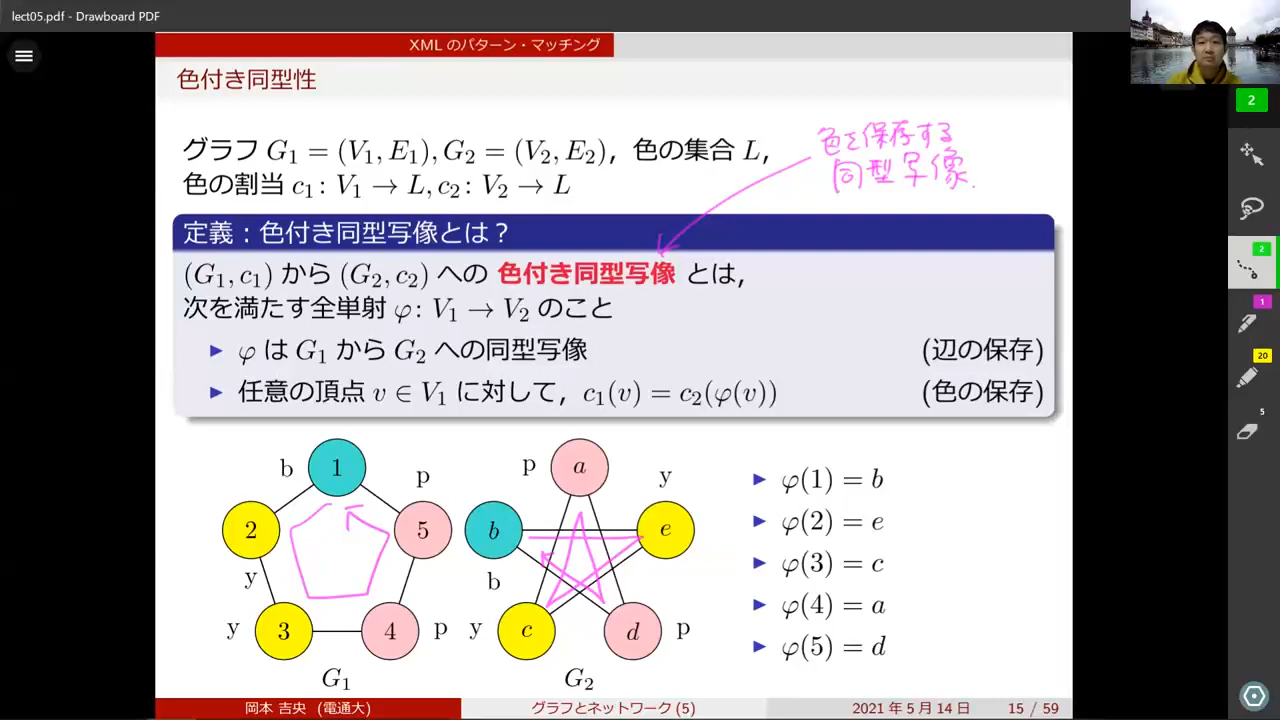 lect05.pdf - Drawboard PDF
XML のパターン・マッチング
色付き同型性
グラフ G₁ = (V₁, E₁), G₂ = (V₂, E₂),色の集合 L,
色の割当 c₁: V₁ → L, c₂: V₂ → L
色を保存する
同型写像.
定義:色付き同型写像とは?
(G₁, c₁) から (G₂, c₂) への 色付き同型写像 とは,
次を満たす全単射 φ: V₁ → V₂ のこと
▶ φ は G₁ から G₂ への同型写像 (辺の保存)
▶ 任意の頂点 v ∈ V₁ に対して,c₁(v) = c₂(φ(v)) (色の保存)
b 1 p
2 5
y
y 3 4 p
G₁
p a y
b e
b
y c d p
G₂
▶ φ(1) = b
▶ φ(2) = e
▶ φ(3) = c
▶ φ(4) = a
▶ φ(5) = d
岡本 吉央 (電通大) グラフとネットワーク (5) 2021 年 5 月 14 日 15 / 59
2
2
1
20
5